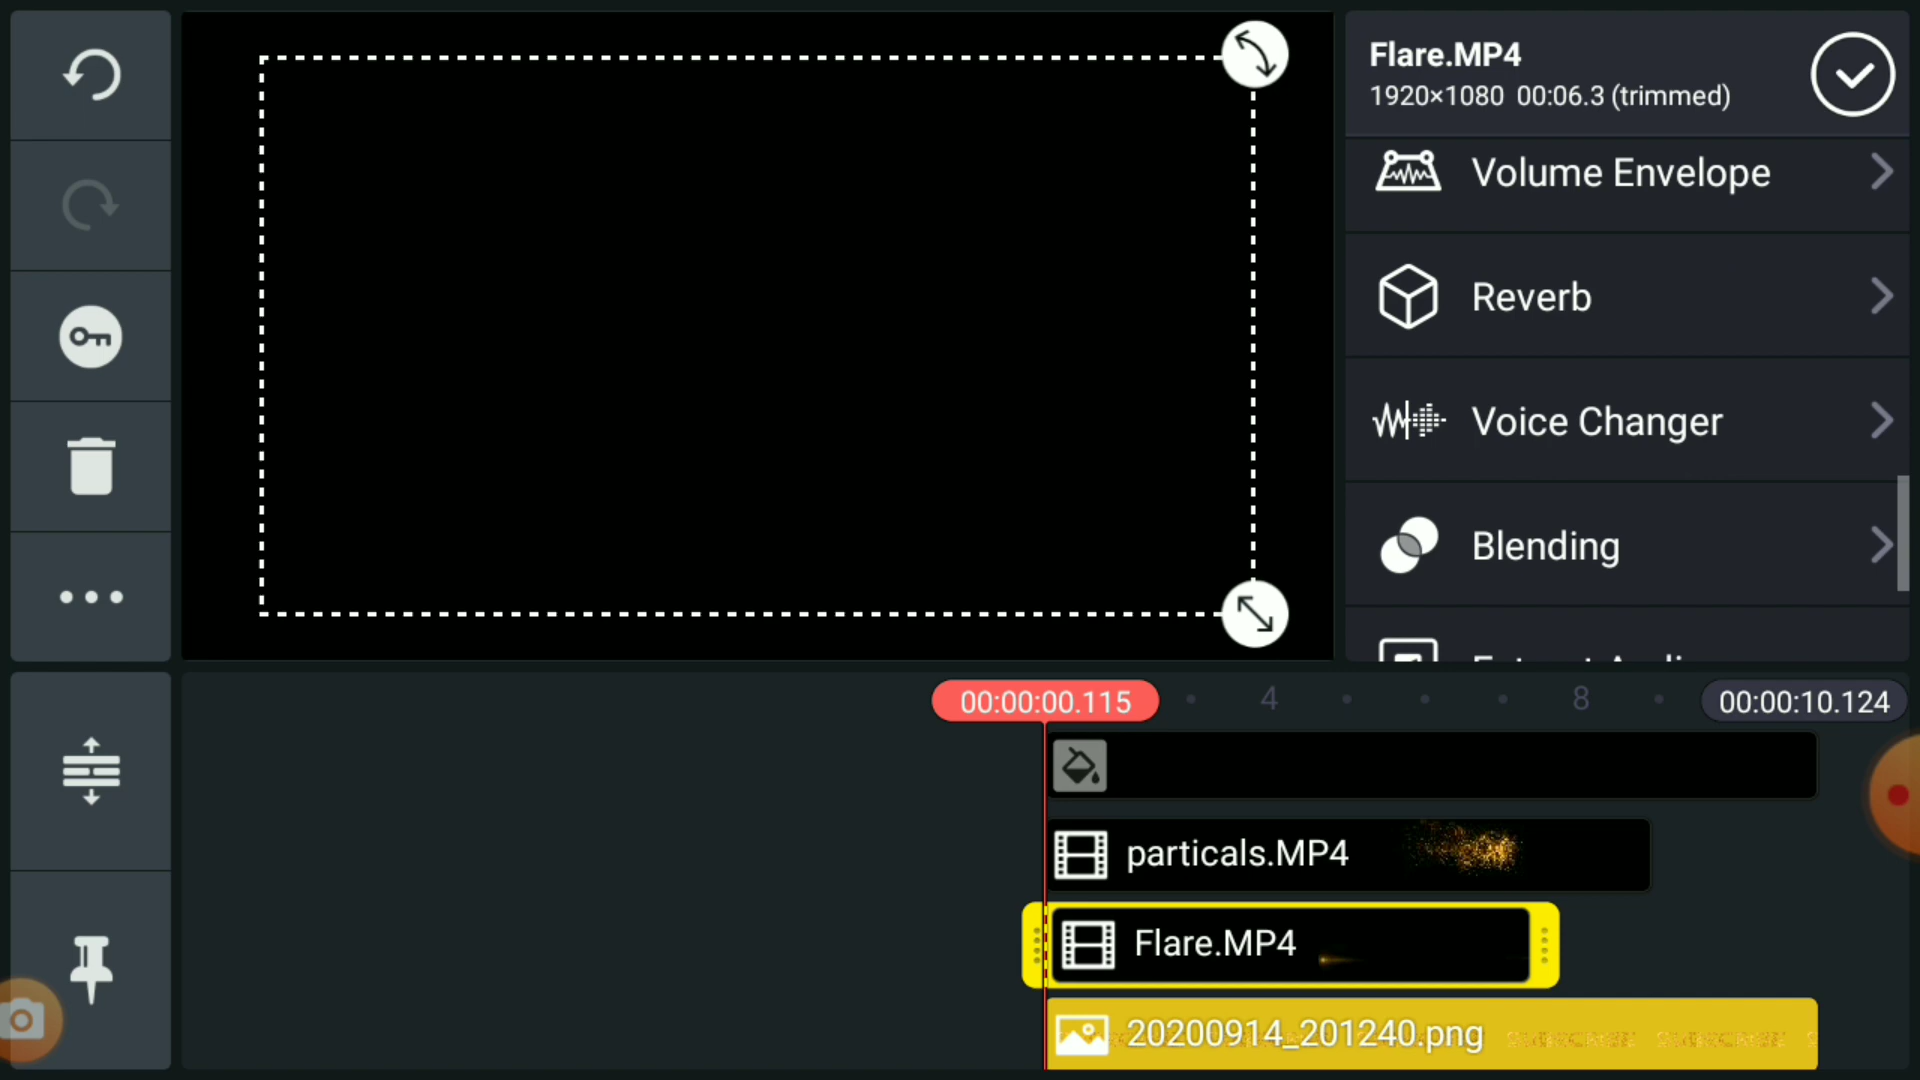 Flare.MP4
1920×1080 00:06.3 (trimmed)
Volume Envelope
Reverb
Voice Changer
Blending
00:00:00.115
4
8
00:00:10.124
particals.MP4
Flare.MP4
20200914_201240.png